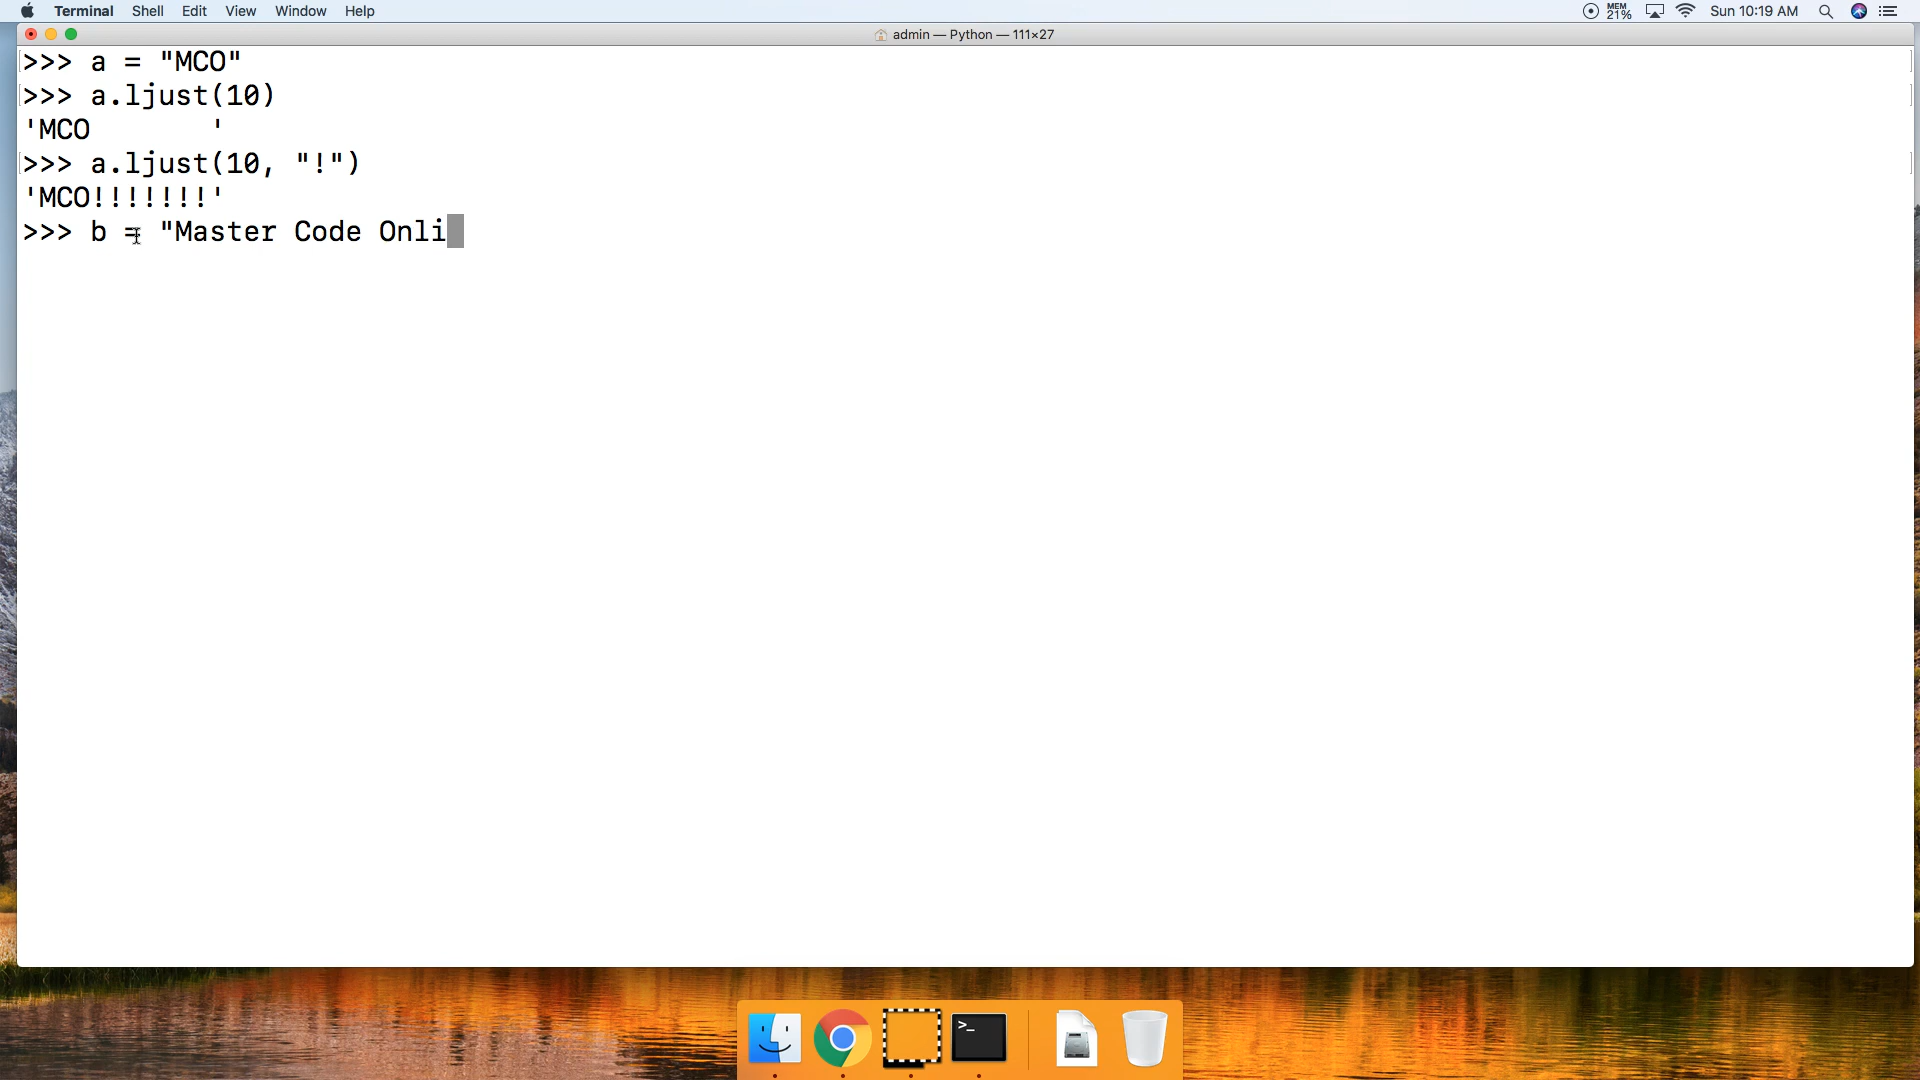 Terminal Shell Edit View Window Help MEM 21% Sun 10:19 AM
admin — Python — 111×27
>>> a = "MCO"
>>> a.ljust(10)
'MCO       '
>>> a.ljust(10, "!")
'MCO!!!!!!!'
>>> b = "Master Code Onli
>_